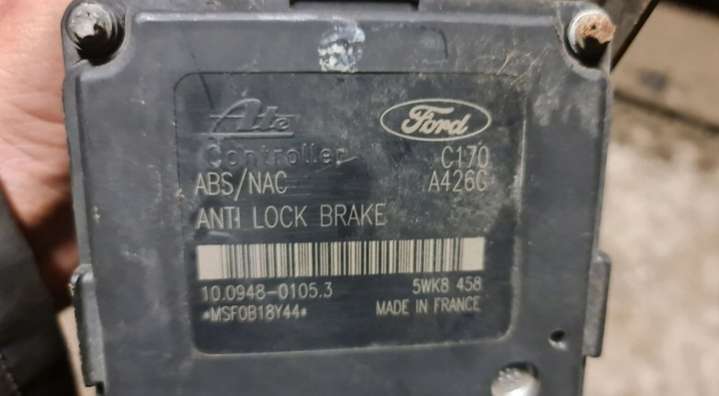 Ate Ford
Controller C170
ABS/NAC A426G
ANTI LOCK BRAKE
10.0948-0105.3 5WK8 458
*MSF0B18Y44* MADE IN FRANCE